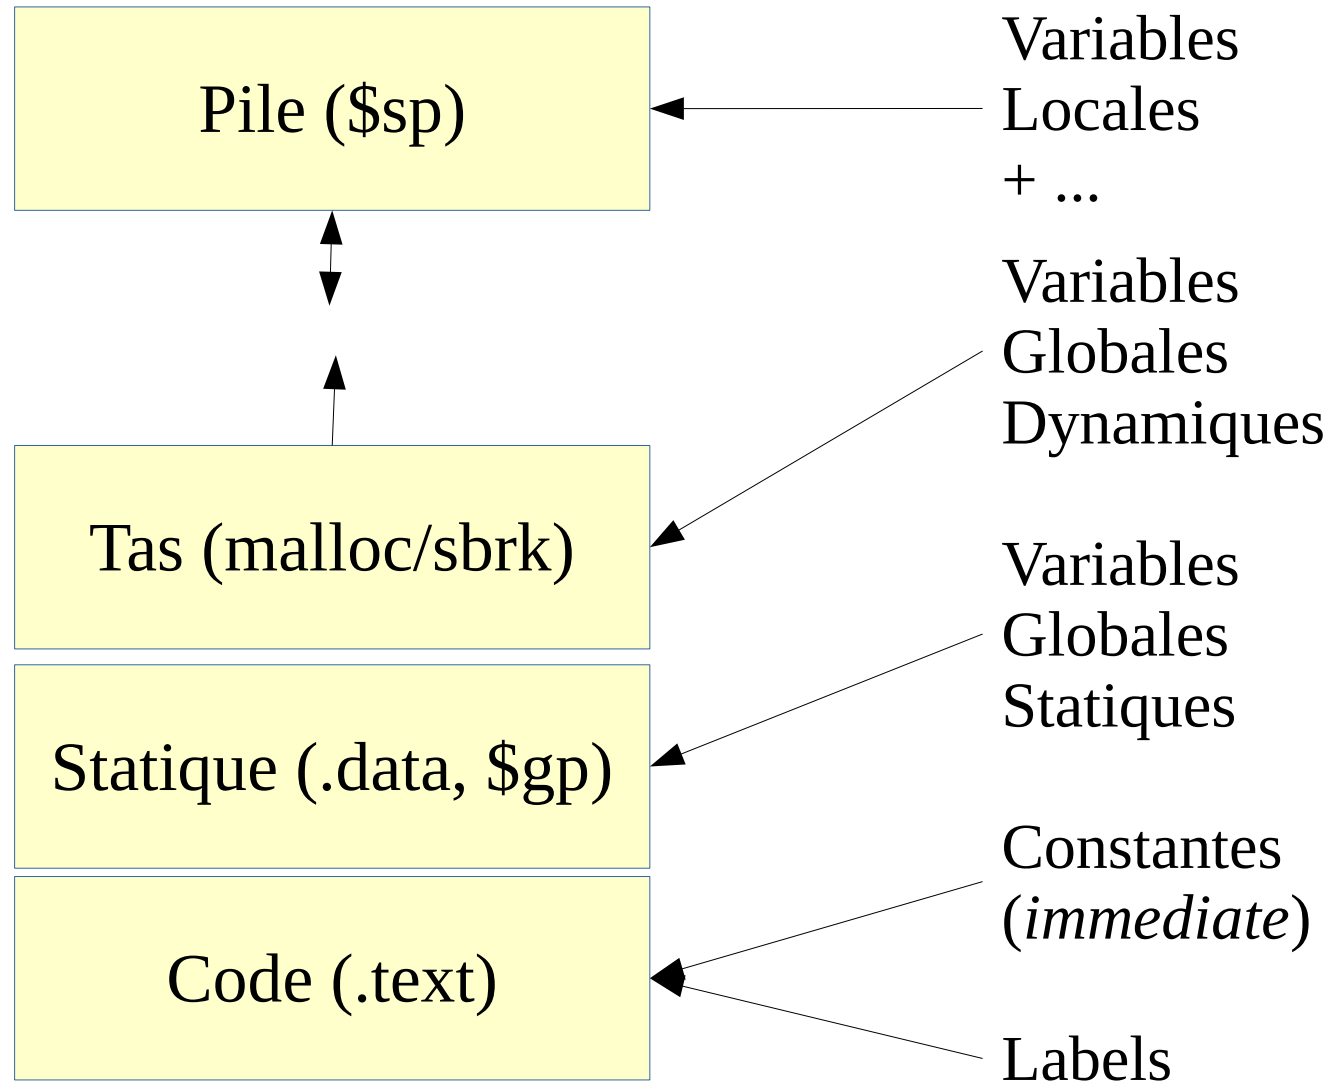 Pile ($sp)
Variables
Locales
+ ...
Variables
Globales
Dynamiques
Tas (malloc/sbrk)
Variables
Globales
Statiques
Statique (.data, $gp)
Constantes
(immediate)
Code (.text)
Labels